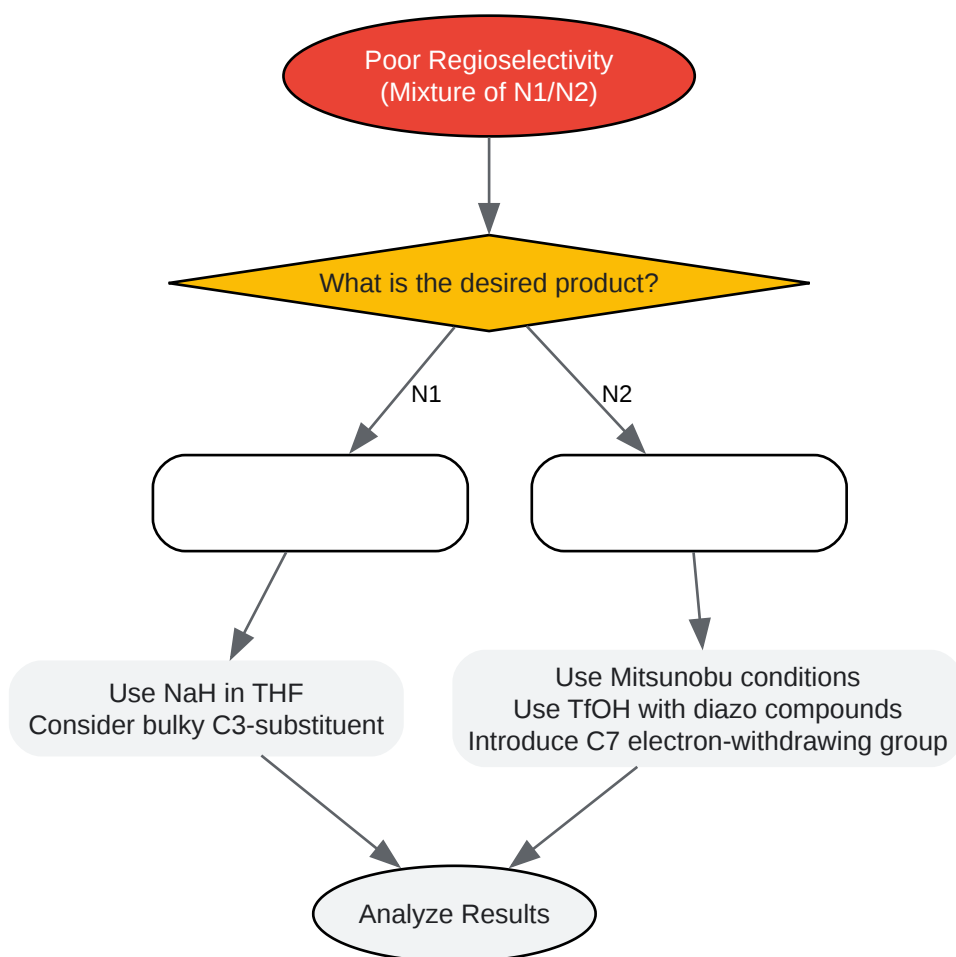 Poor Regioselectivity
(Mixture of N1/N2)
What is the desired product?
N1
N2
Use NaH in THF
Consider bulky C3-substituent
Use Mitsunobu conditions
Use TfOH with diazo compounds
Introduce C7 electron-withdrawing group
Analyze Results